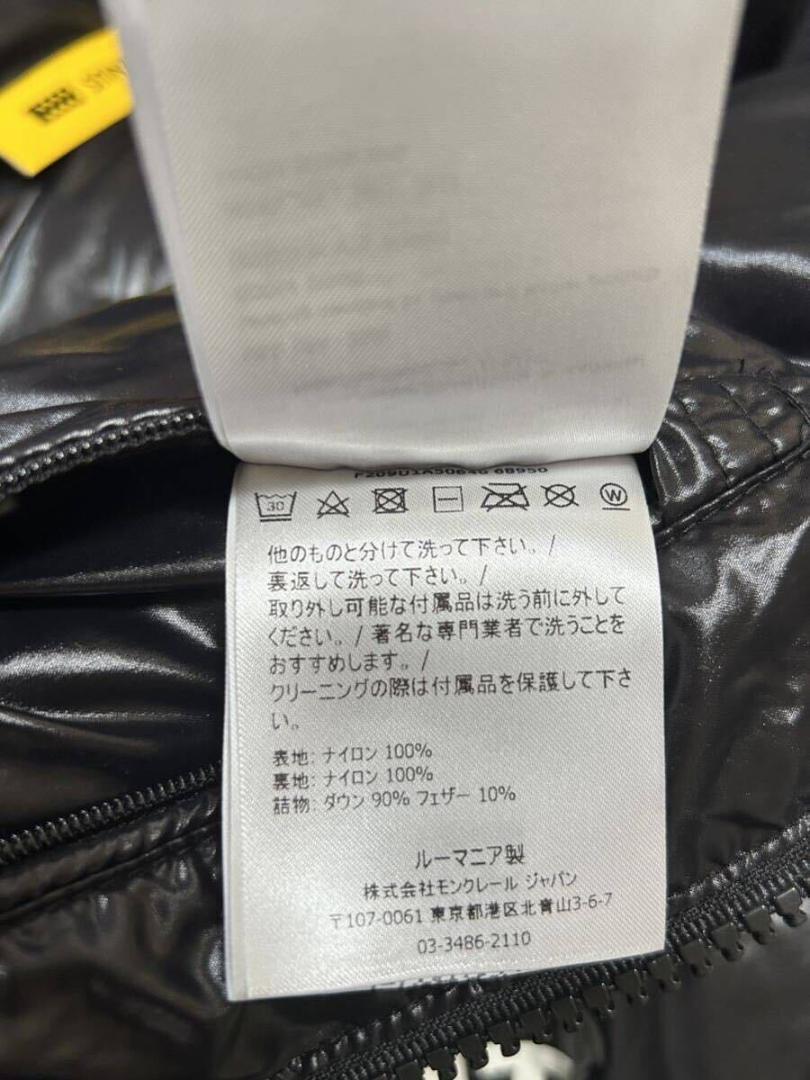 30
W
他のものと分けて洗って下さい。/
裏返して洗って下さい。/
取り外し可能な付属品は洗う前に外して
ください。/ 著名な専門業者で洗うことを
おすすめします。/
クリーニングの際は付属品を保護して下さ
い。
表地: ナイロン 100%
裏地: ナイロン 100%
詰物: ダウン 90% フェザー 10%
ルーマニア製
株式会社モンクレール ジャパン
〒107-0061 東京都港区北青山3-6-7
03-3486-2110